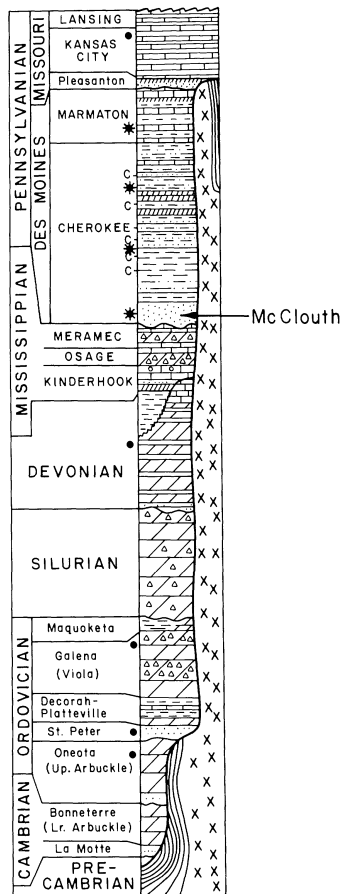 PENNSYLVANIAN
MISSOURI
LANSING
KANSAS
CITY
Pleasanton
DES MOINES
MARMATON
C
C
CHEROKEE
C
C
C
McClouth
MISSISSIPPIAN
MERAMEC
OSAGE
KINDERHOOK
DEVONIAN
SILURIAN
ORDOVICIAN
Maquoketa
Galena
(Viola)
Decorah-
Platteville
St. Peter
Oneota
(Up. Arbuckle)
CAMBRIAN
Bonneterre
(Lr. Arbuckle)
La Motte
PRE-
CAMBRIAN